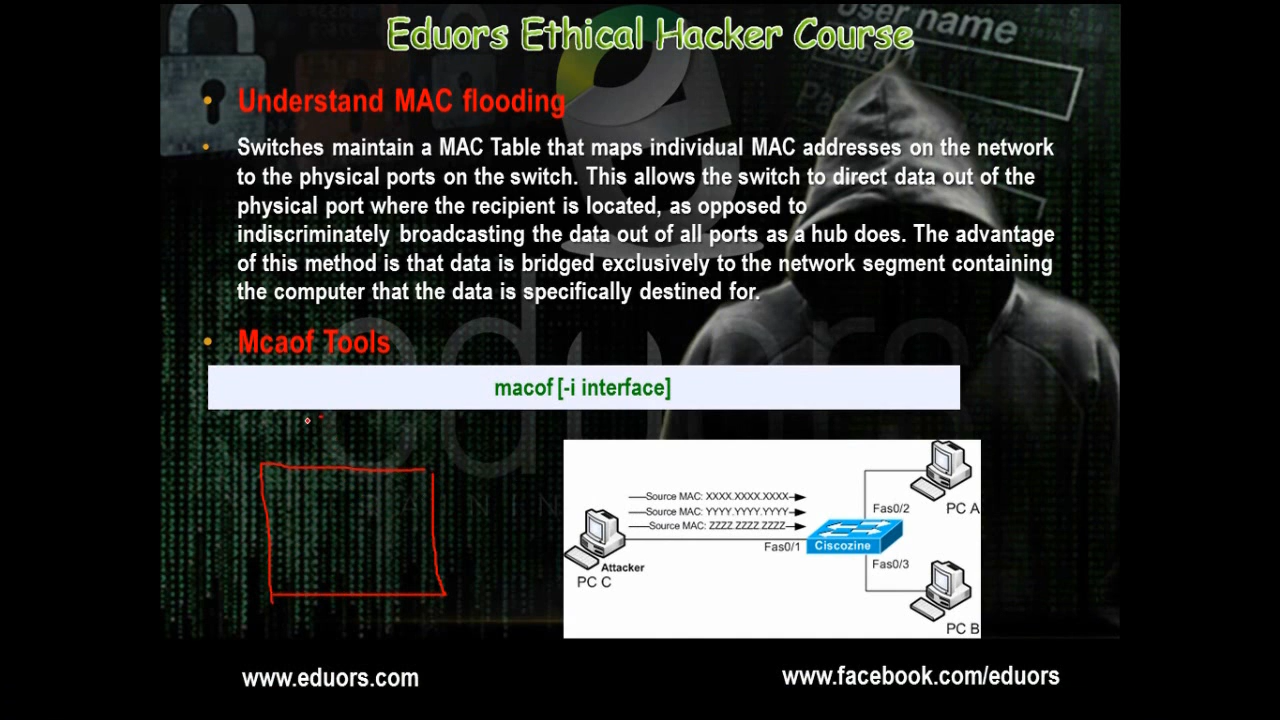 Eduors Ethical Hacker Course
User name
• Understand MAC flooding
• Switches maintain a MAC Table that maps individual MAC addresses on the network
to the physical ports on the switch. This allows the switch to direct data out of the
physical port where the recipient is located, as opposed to
indiscriminately broadcasting the data out of all ports as a hub does. The advantage
of this method is that data is bridged exclusively to the network segment containing
the computer that the data is specifically destined for.
• Mcaof Tools
macof [-i interface]
eduors
Source MAC: XXXX.XXXX.XXXX
Source MAC: YYYY.YYYY.YYYY
Source MAC: ZZZZ.ZZZZ.ZZZZ
Fas0/2
PC A
Fas0/1
Ciscozine
Fas0/3
Attacker
PC C
PC B
www.eduors.com
www.facebook.com/eduors